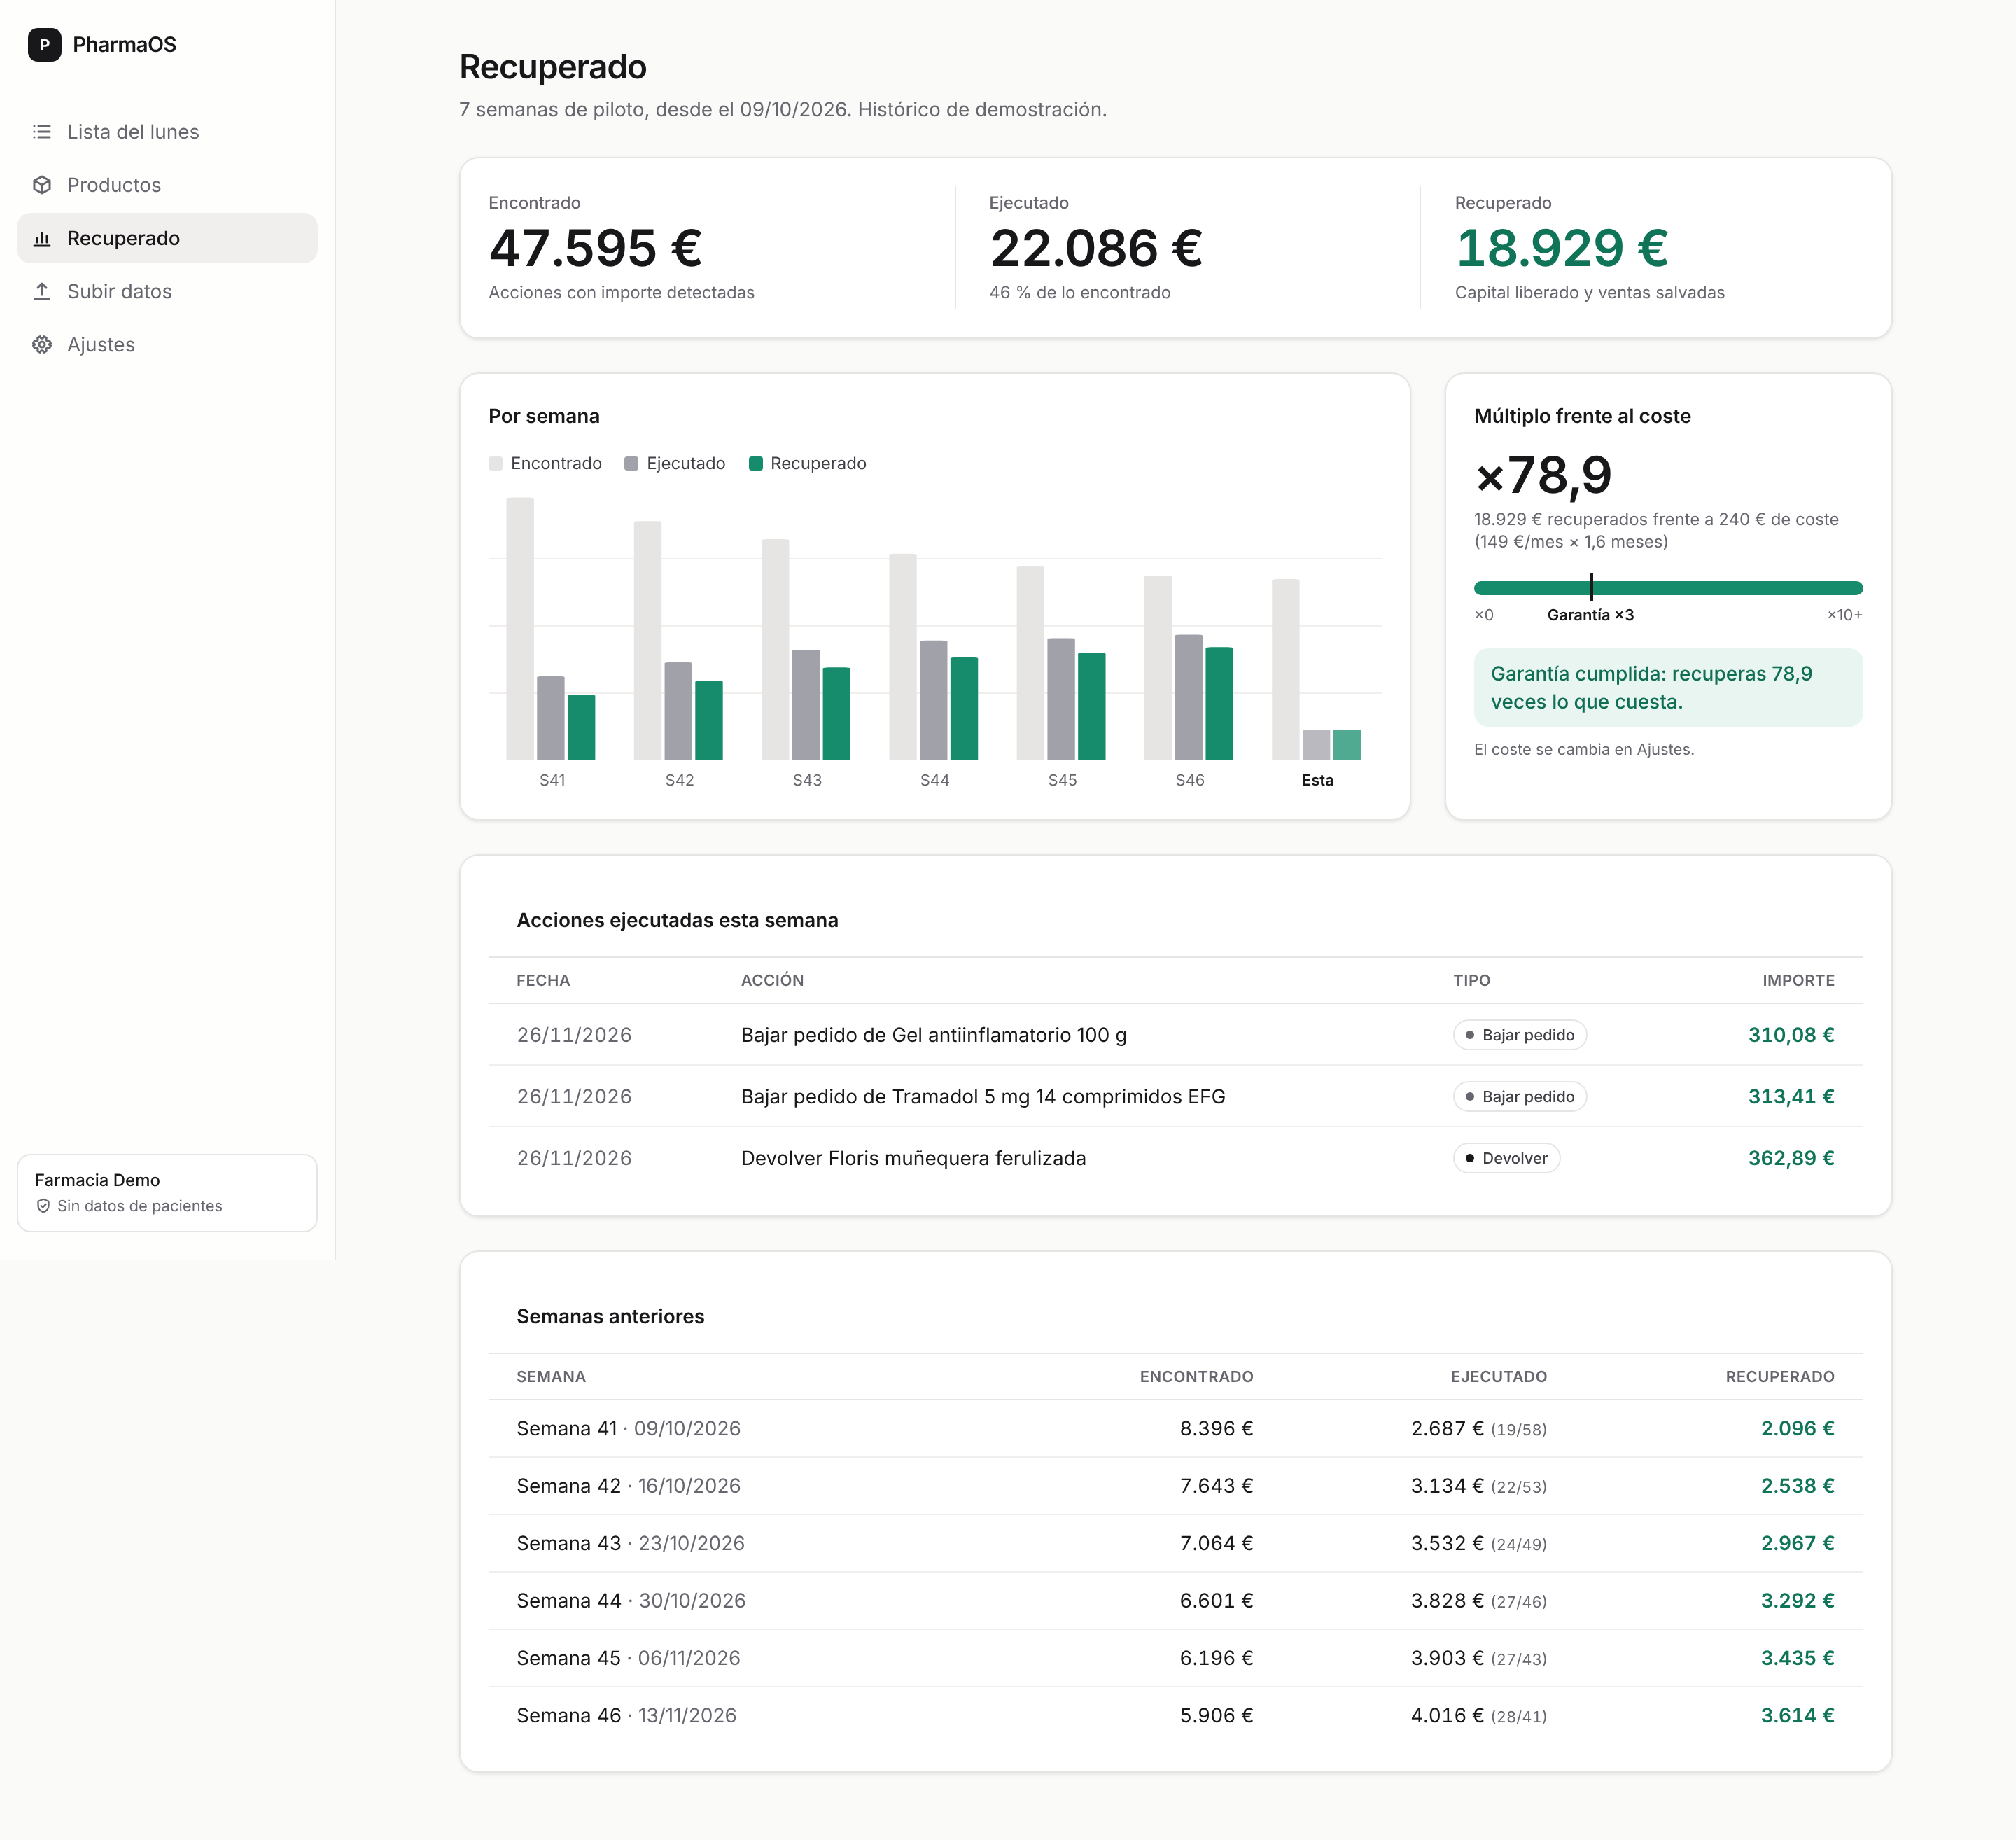 P PharmaOS
Lista del lunes
Productos
Recuperado
Subir datos
Ajustes
Farmacia Demo
Sin datos de pacientes
Recuperado
7 semanas de piloto, desde el 09/10/2026. Histórico de demostración.
Encontrado
47.595 €
Acciones con importe detectadas
Ejecutado
22.086 €
46 % de lo encontrado
Recuperado
18.929 €
Capital liberado y ventas salvadas
Por semana
Encontrado Ejecutado Recuperado
S41 S42 S43 S44 S45 S46 Esta
Múltiplo frente al coste
×78,9
18.929 € recuperados frente a 240 € de coste
(149 €/mes × 1,6 meses)
×0 Garantía ×3 ×10+
Garantía cumplida: recuperas 78,9
veces lo que cuesta.
El coste se cambia en Ajustes.
Acciones ejecutadas esta semana
FECHA ACCIÓN TIPO IMPORTE
26/11/2026 Bajar pedido de Gel antiinflamatorio 100 g Bajar pedido 310,08 €
26/11/2026 Bajar pedido de Tramadol 5 mg 14 comprimidos EFG Bajar pedido 313,41 €
26/11/2026 Devolver Floris muñequera ferulizada Devolver 362,89 €
Semanas anteriores
SEMANA ENCONTRADO EJECUTADO RECUPERADO
Semana 41 · 09/10/2026 8.396 € 2.687 € (19/58) 2.096 €
Semana 42 · 16/10/2026 7.643 € 3.134 € (22/53) 2.538 €
Semana 43 · 23/10/2026 7.064 € 3.532 € (24/49) 2.967 €
Semana 44 · 30/10/2026 6.601 € 3.828 € (27/46) 3.292 €
Semana 45 · 06/11/2026 6.196 € 3.903 € (27/43) 3.435 €
Semana 46 · 13/11/2026 5.906 € 4.016 € (28/41) 3.614 €